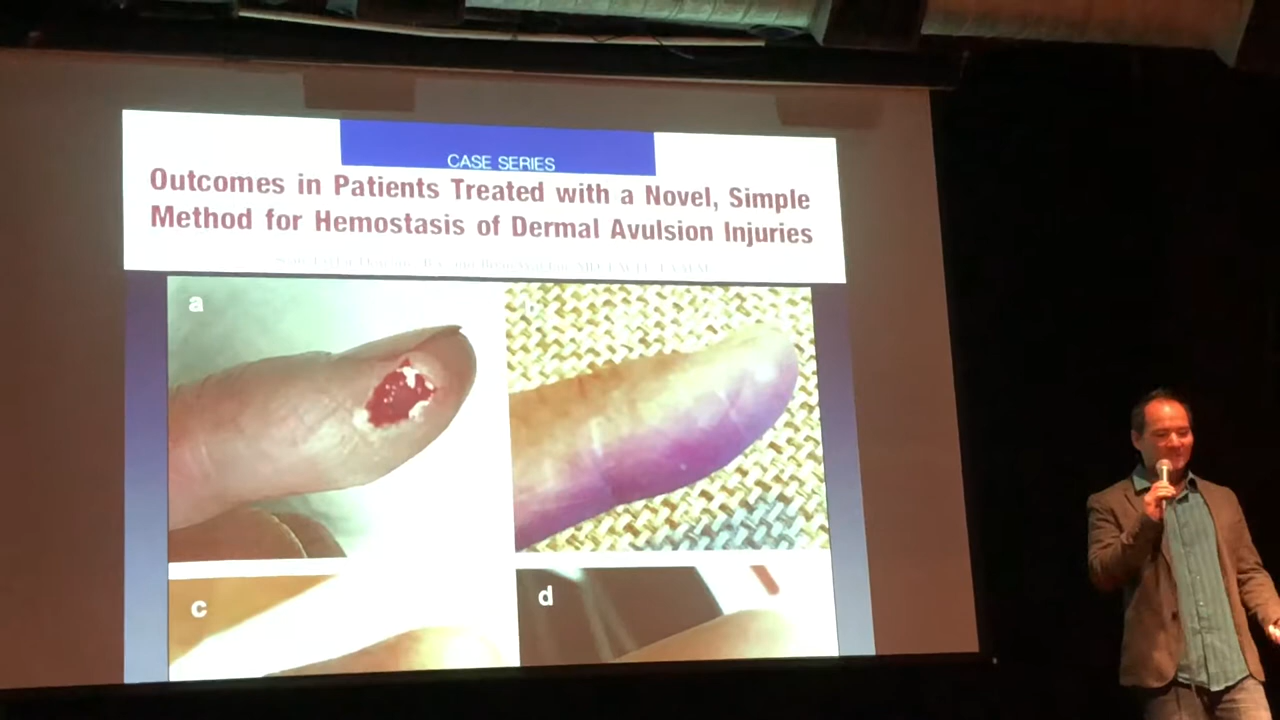 CASE SERIES
Outcomes in Patients Treated with a Novel, Simple
Method for Hemostasis of Dermal Avulsion Injuries
a
b
c
d